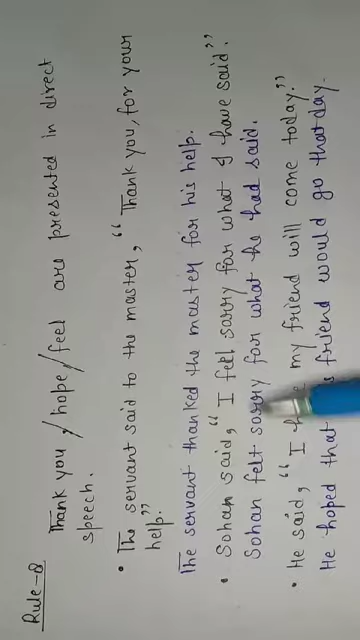 Rule-8
Thank you / hope / feel are presented in direct
speech.
• The servant said to the master, "Thank you, for your
help."
The servant thanked the master for his help.
• Sohan said, "I feel sorry for what I have said."
Sohan felt sorry for what he had said.
• He said, "I my friend will come today."
He hoped that friend would go that day.